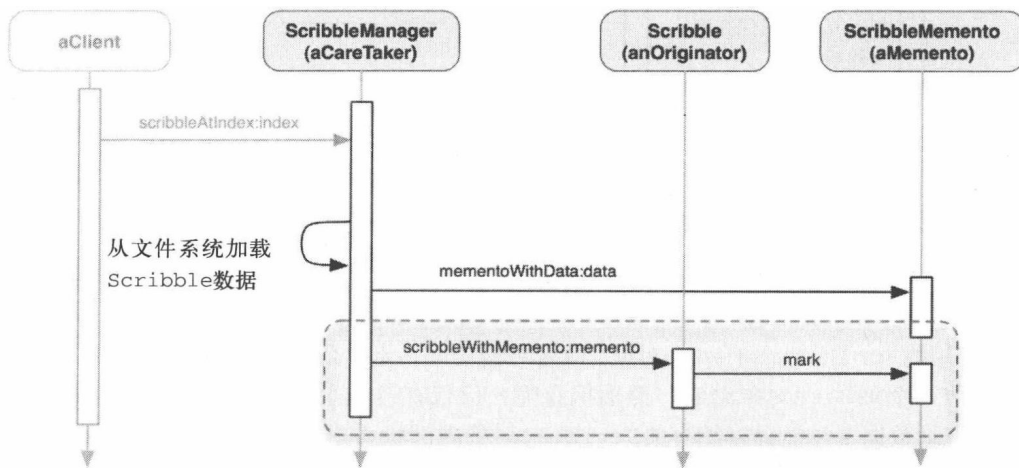 aClient
ScribbleManager
(aCareTaker)
Scribble
(anOriginator)
ScribbleMemento
(aMemento)
scribbleAtIndex:index
从文件系统加载
Scribble数据
mementoWithData:data
scribbleWithMemento:memento
mark